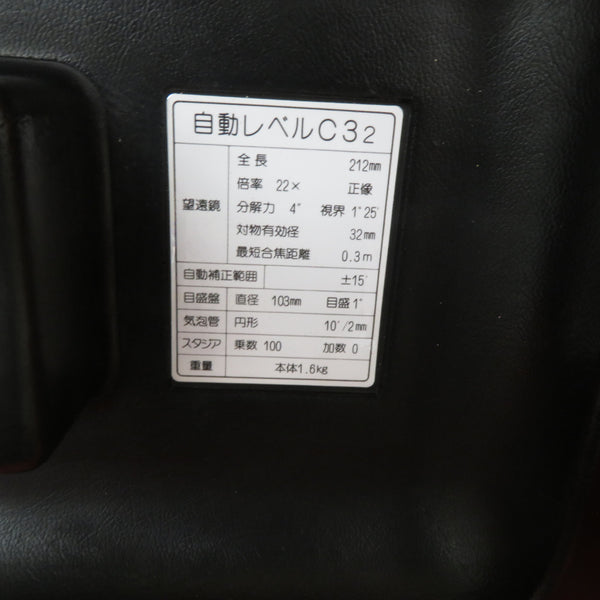 自動レベルC32
望遠鏡
全長 212mm
倍率 22× 正像
分解力 4" 視界 1°25'
対物有効径 32mm
最短合焦距離 0.3m
自動補正範囲 ±15'
目盛盤 直径 103mm 目盛 1°
気泡管 円形 10'/2mm
スタジア 乗数 100 加数 0
重量 本体1.6kg